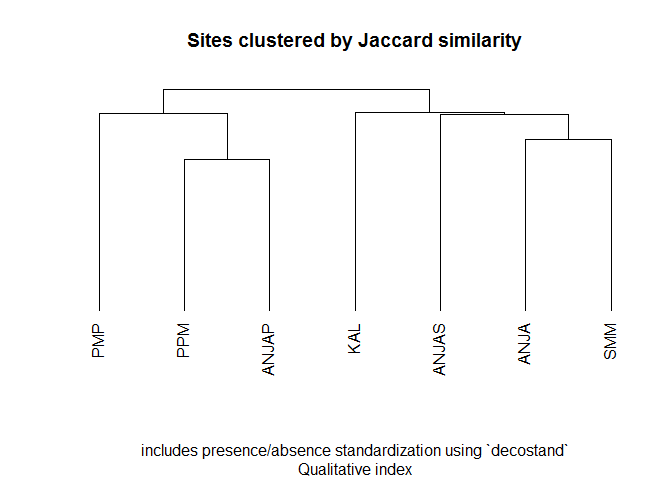 Sites clustered by Jaccard similarity
PMP
PPM
ANJAP
KAL
ANJAS
ANJA
SMM
includes presence/absence standardization using `decostand`
Qualitative index